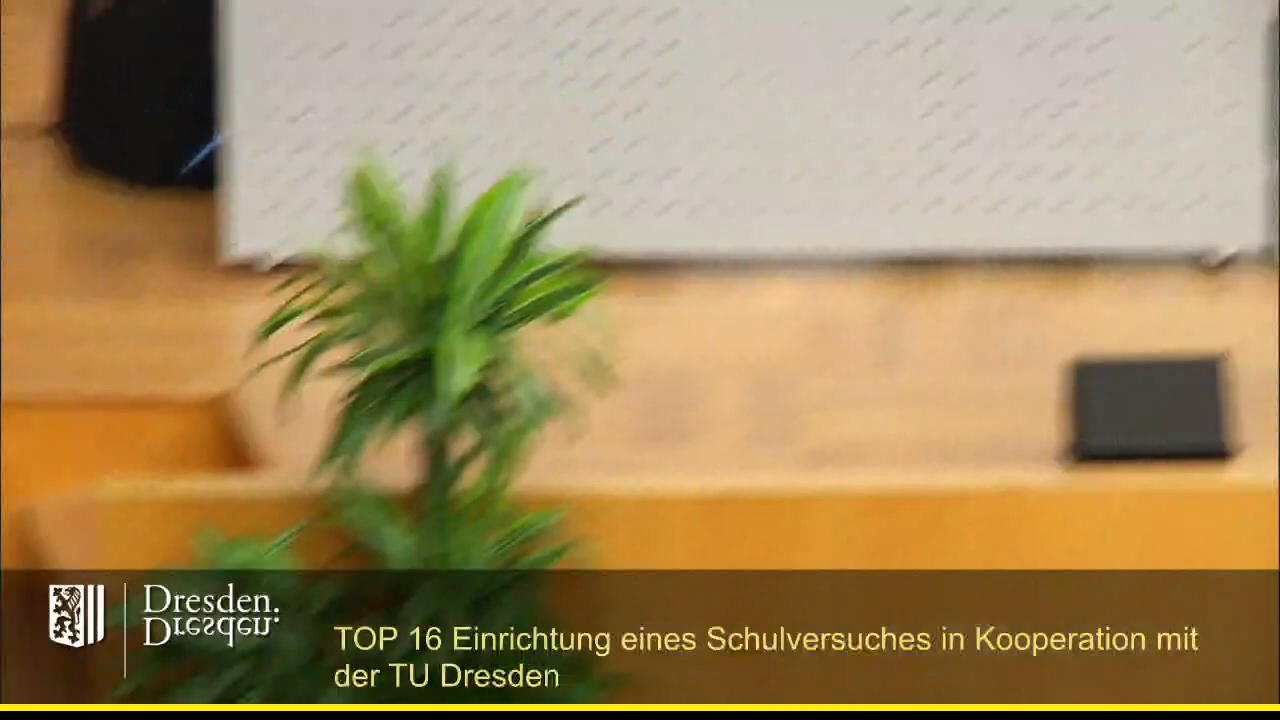 Dresden.
Dresden.
TOP 16 Einrichtung eines Schulversuches in Kooperation mit
der TU Dresden